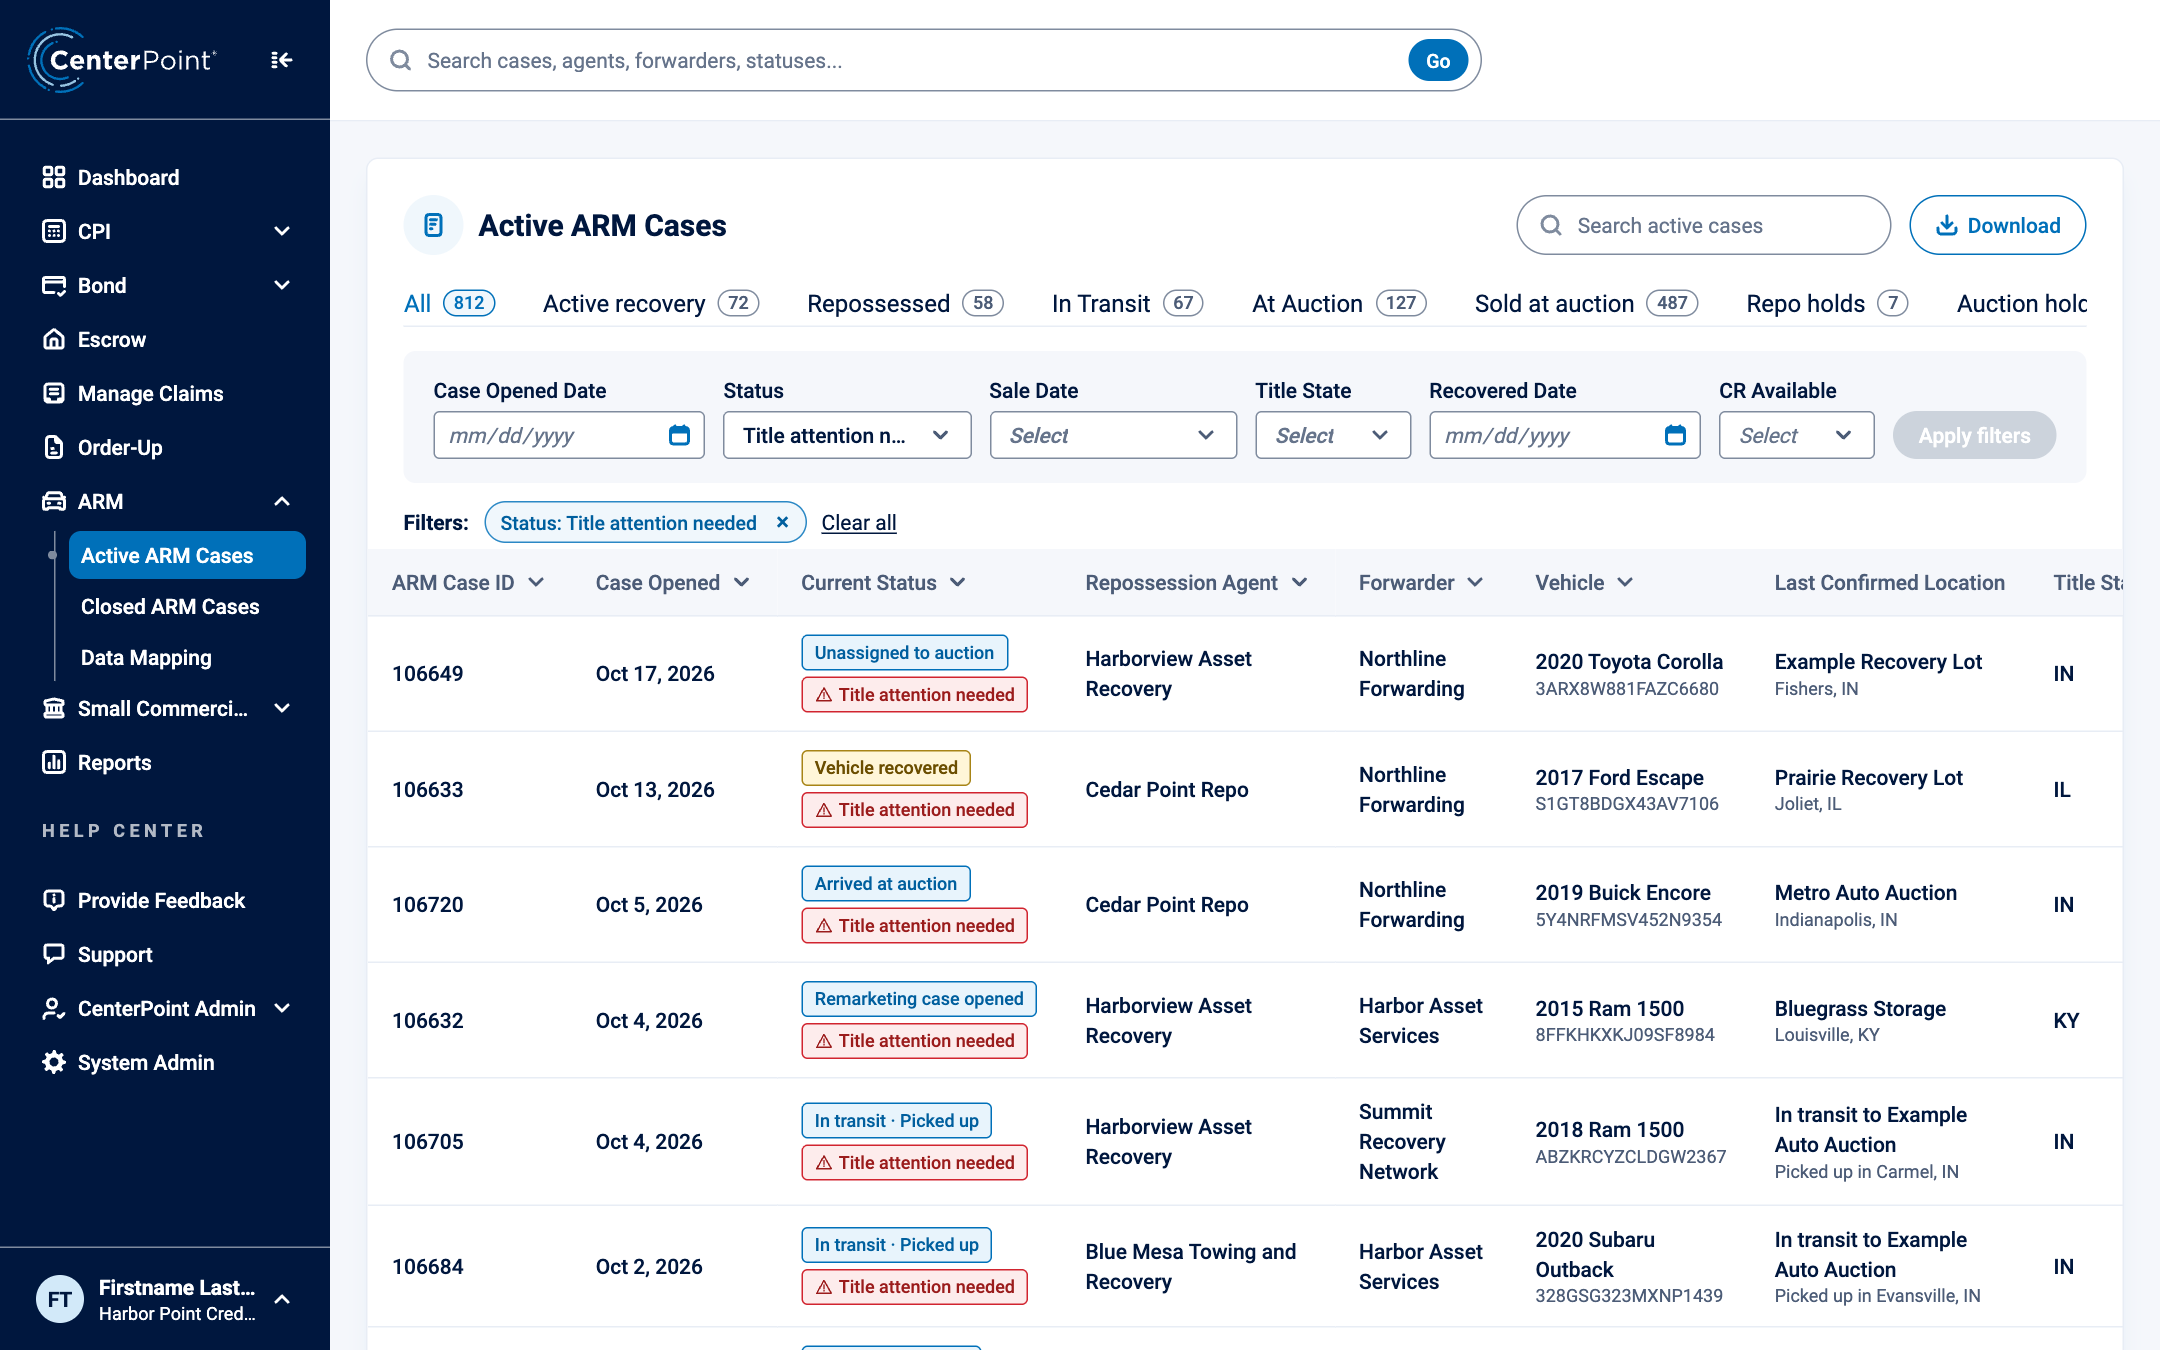 CenterPoint
Search cases, agents, forwarders, statuses...
Go
Dashboard
CPI
Bond
Escrow
Manage Claims
Order-Up
ARM
Active ARM Cases
Closed ARM Cases
Data Mapping
Small Commerci...
Reports
HELP CENTER
Provide Feedback
Support
CenterPoint Admin
System Admin
FT
Firstname Last...
Harbor Point Cred...
Active ARM Cases
Search active cases
Download
All 812 Active recovery 72 Repossessed 58 In Transit 67 At Auction 127 Sold at auction 487 Repo holds 7 Auction hold
Case Opened Date Status Sale Date Title State Recovered Date CR Available
mm/dd/yyyy Title attention n... Select Select mm/dd/yyyy Select Apply filters
Filters: Status: Title attention needed × Clear all
ARM Case ID Case Opened Current Status Repossession Agent Forwarder Vehicle Last Confirmed Location Title Sta
106649
Oct 17, 2026
Unassigned to auction
Title attention needed
Harborview Asset
Recovery
Northline
Forwarding
2020 Toyota Corolla
3ARX8W881FAZC6680
Example Recovery Lot
Fishers, IN
IN
106633
Oct 13, 2026
Vehicle recovered
Title attention needed
Cedar Point Repo
Northline
Forwarding
2017 Ford Escape
S1GT8BDGX43AV7106
Prairie Recovery Lot
Joliet, IL
IL
106720
Oct 5, 2026
Arrived at auction
Title attention needed
Cedar Point Repo
Northline
Forwarding
2019 Buick Encore
5Y4NRFMSV452N9354
Metro Auto Auction
Indianapolis, IN
IN
106632
Oct 4, 2026
Remarketing case opened
Title attention needed
Harborview Asset
Recovery
Harbor Asset
Services
2015 Ram 1500
8FFKHKXKJ09SF8984
Bluegrass Storage
Louisville, KY
KY
106705
Oct 4, 2026
In transit · Picked up
Title attention needed
Harborview Asset
Recovery
Summit
Recovery
Network
2018 Ram 1500
ABZKRCYZCLDGW2367
In transit to Example
Auto Auction
Picked up in Carmel, IN
IN
106684
Oct 2, 2026
In transit · Picked up
Title attention needed
Blue Mesa Towing and
Recovery
Harbor Asset
Services
2020 Subaru
Outback
328GSG323MXNP1439
In transit to Example
Auto Auction
Picked up in Evansville, IN
IN